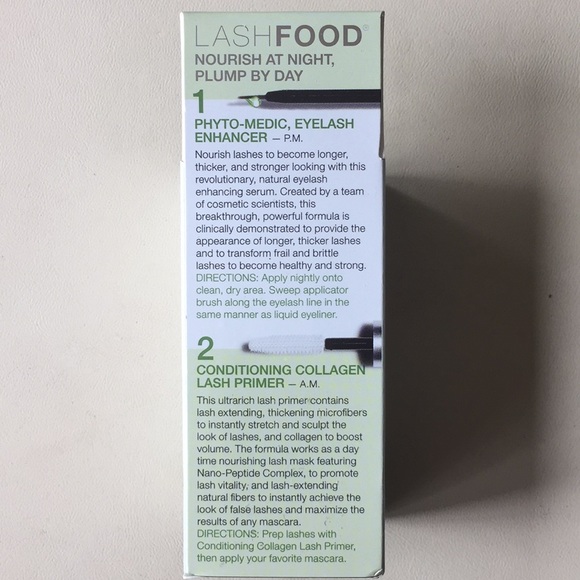 LASHFOOD®
NOURISH AT NIGHT,
PLUMP BY DAY
1
PHYTO-MEDIC, EYELASH
ENHANCER — P.M.
Nourish lashes to become longer,
thicker, and stronger looking with this
revolutionary, natural eyelash
enhancing serum. Created by a team
of cosmetic scientists, this
breakthrough, powerful formula is
clinically demonstrated to provide the
appearance of longer, thicker lashes
and to transform frail and brittle
lashes to become healthy and strong.
DIRECTIONS: Apply nightly onto
clean, dry area. Sweep applicator
brush along the eyelash line in the
same manner as liquid eyeliner.
2
CONDITIONING COLLAGEN
LASH PRIMER — A.M.
This ultrarich lash primer contains
lash extending, thickening microfibers
to instantly stretch and sculpt the
look of lashes, and collagen to boost
volume. The formula works as a day
time nourishing lash mask featuring
Nano-Peptide Complex, to promote
lash vitality, and lash-extending
natural fibers to instantly achieve the
look of false lashes and maximize the
results of any mascara.
DIRECTIONS: Prep lashes with
Conditioning Collagen Lash Primer,
then apply your favorite mascara.